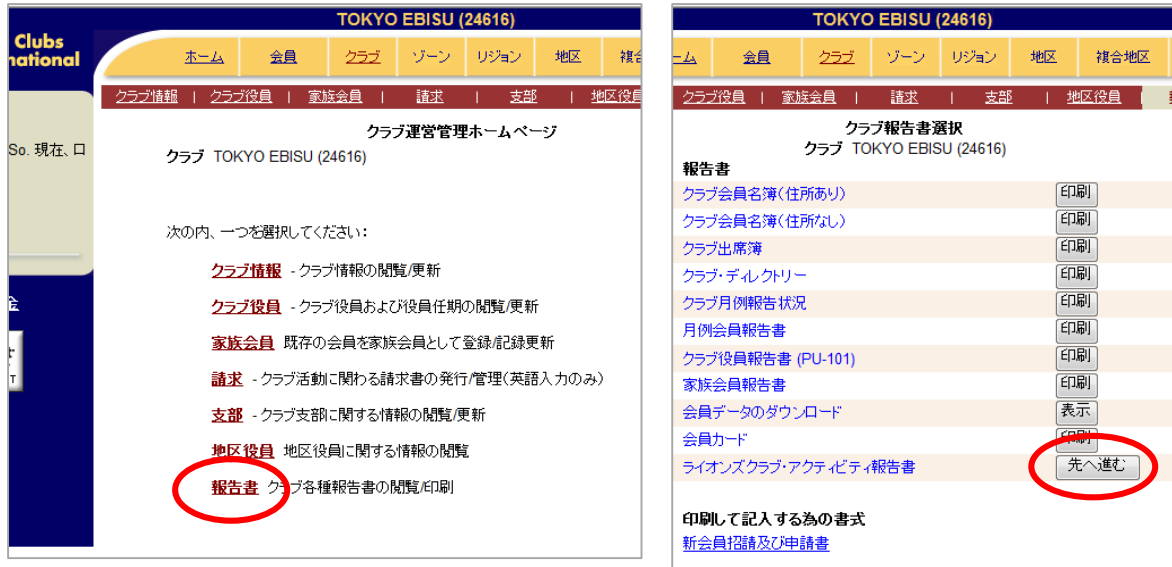 TOKYO EBISU (24616)
Clubs
national
ホーム 会員 クラブ ゾーン リジョン 地区
クラブ情報 | クラブ役員 | 家族会員 | 請求 | 支部 | 地区役員
So. 現在、ロ
クラブ運営管理ホームページ
クラブ TOKYO EBISU (24616)
次の内、一つを選択してください:
クラブ情報 - クラブ情報の閲覧/更新
クラブ役員 - クラブ役員および役員任期の閲覧/更新
家族会員 既存の会員を家族会員として登録/記録更新
請求 - クラブ活動に関わる請求書の発行/管理(英語入力のみ)
支部 - クラブ支部に関する情報の閲覧/更新
地区役員 地区役員に関する情報の閲覧
報告書 クラブ各種報告書の閲覧/印刷
TOKYO EBISU (24616)
ーム 会員 クラブ ゾーン リジョン 地区 複合地区
クラブ役員 | 家族会員 | 請求 | 支部 | 地区役員
クラブ報告書選択
クラブ TOKYO EBISU (24616)
報告書
クラブ会員名簿(住所あり) 印刷
クラブ会員名簿(住所なし) 印刷
クラブ出席簿 印刷
クラブ・ディレクトリー 印刷
クラブ月例報告状況 印刷
月例会員報告書 印刷
クラブ役員報告書 (PU-101) 印刷
家族会員報告書 印刷
会員データのダウンロード 表示
会員カード 印刷
ライオンズクラブ・アクティビティ報告書 先へ進む
印刷して記入する為の書式
新会員招請及び申請書